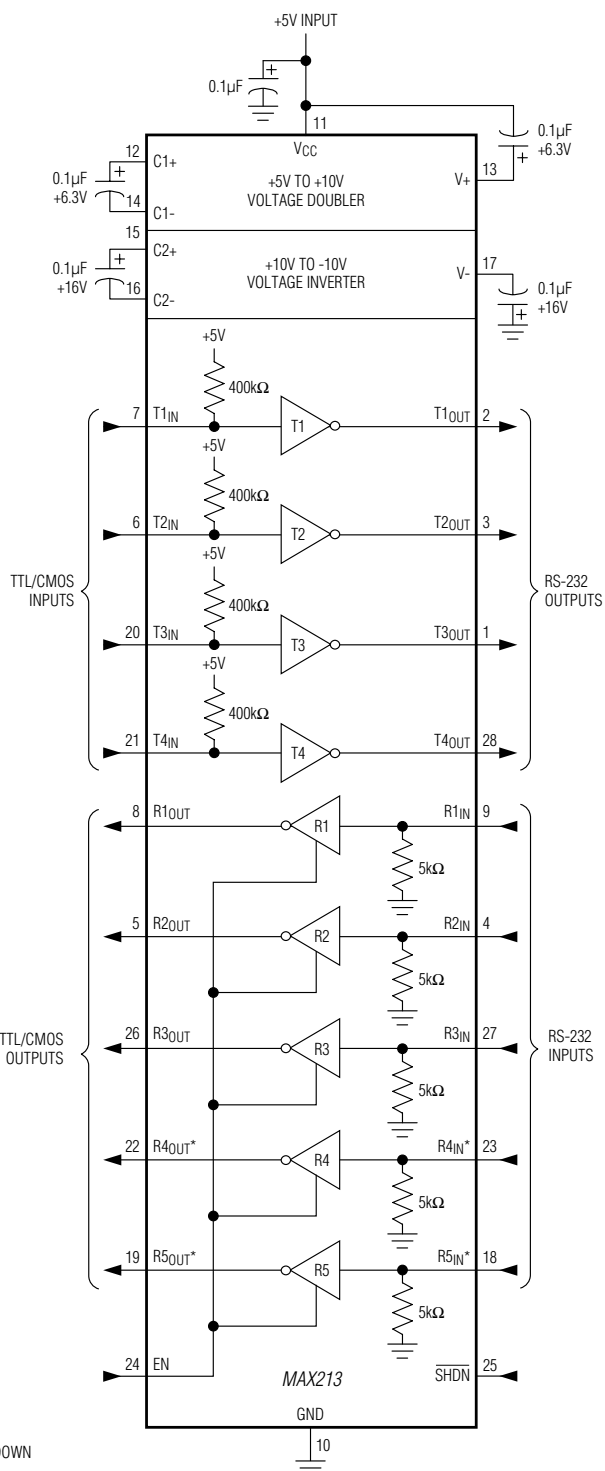 +5V INPUT
0.1µF
+
11
VCC
0.1µF
+6.3V
+
12
C1+
+
0.1µF
+6.3V
14
C1-
+5V TO +10V
VOLTAGE DOUBLER
V+
13
15
C2+
+
0.1µF
+16V
16
C2-
+10V TO -10V
VOLTAGE INVERTER
V-
17
0.1µF
+16V
+
+5V
400kΩ
7
T1IN
T1
T1OUT
2
+5V
400kΩ
6
T2IN
T2
T2OUT
3
TTL/CMOS
INPUTS
RS-232
OUTPUTS
+5V
400kΩ
20
T3IN
T3
T3OUT
1
+5V
400kΩ
21
T4IN
T4
T4OUT
28
8
R1OUT
R1
R1IN
9
5kΩ
5
R2OUT
R2
R2IN
4
5kΩ
26
R3OUT
R3
R3IN
27
5kΩ
TTL/CMOS
OUTPUTS
RS-232
INPUTS
22
R4OUT*
R4
R4IN*
23
5kΩ
19
R5OUT*
R5
R5IN*
18
5kΩ
24
EN
MAX213
SHDN
25
GND
10